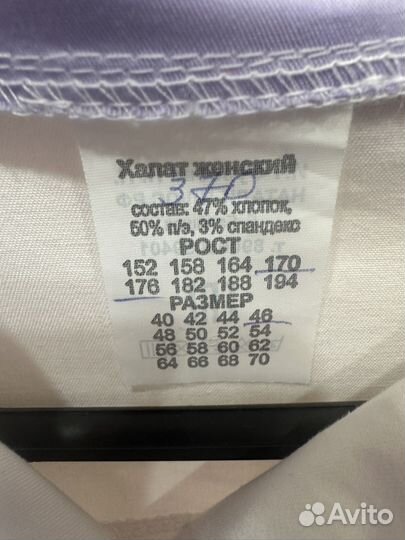 Халат женский
370
состав: 47% хлопок,
50% п/э, 3% спандекс
РОСТ
152 158 164 170
176 182 188 194
РАЗМЕР
40 42 44 46
48 50 52 54
56 58 60 62
64 66 68 70
Avito